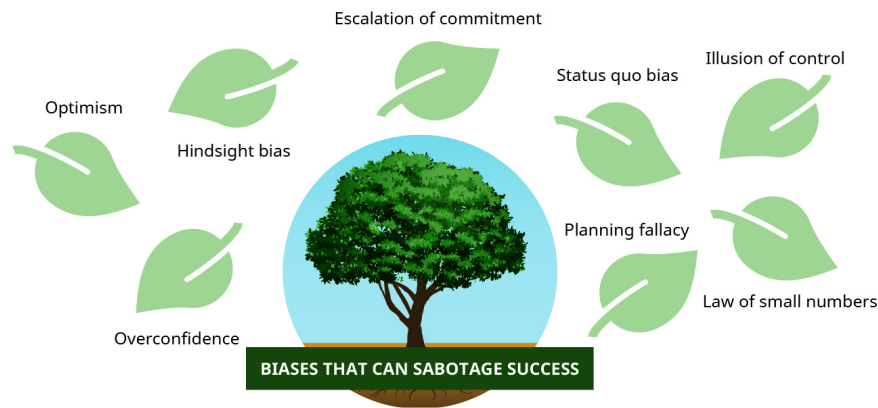 Escalation of commitment
Illusion of control
Status quo bias
Optimism
Hindsight bias
Planning fallacy
Law of small numbers
Overconfidence
BIASES THAT CAN SABOTAGE SUCCESS